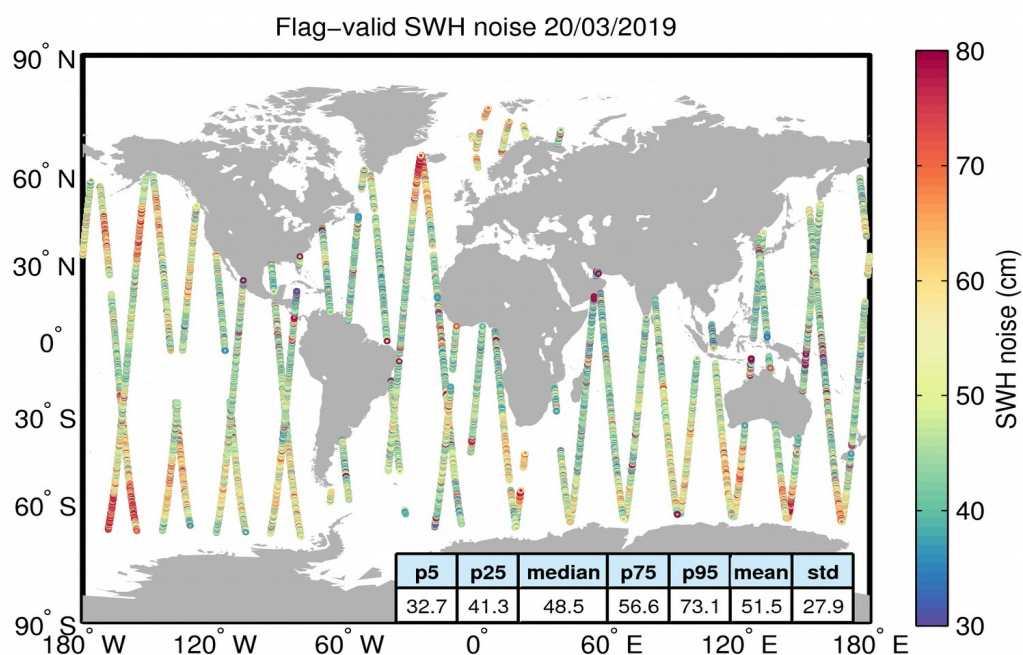 Flag−valid SWH noise 20/03/2019
90° N
60° N
30° N
0°
30° S
60° S
90° S
180° W
120° W
60° W
0°
60° E
120° E
180° E
80
70
60
50
40
30
SWH noise (cm)
p5 p25 median p75 p95 mean std
32.7 41.3 48.5 56.6 73.1 51.5 27.9